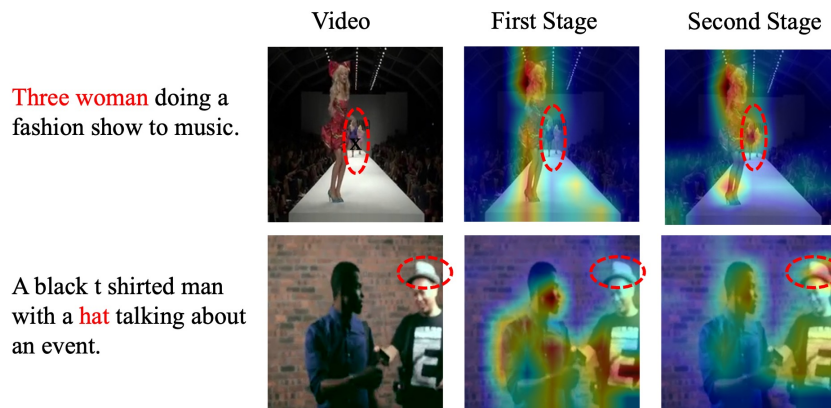 Video
First Stage
Second Stage
Three woman doing a
fashion show to music.
X
A black t shirted man
with a hat talking about
an event.